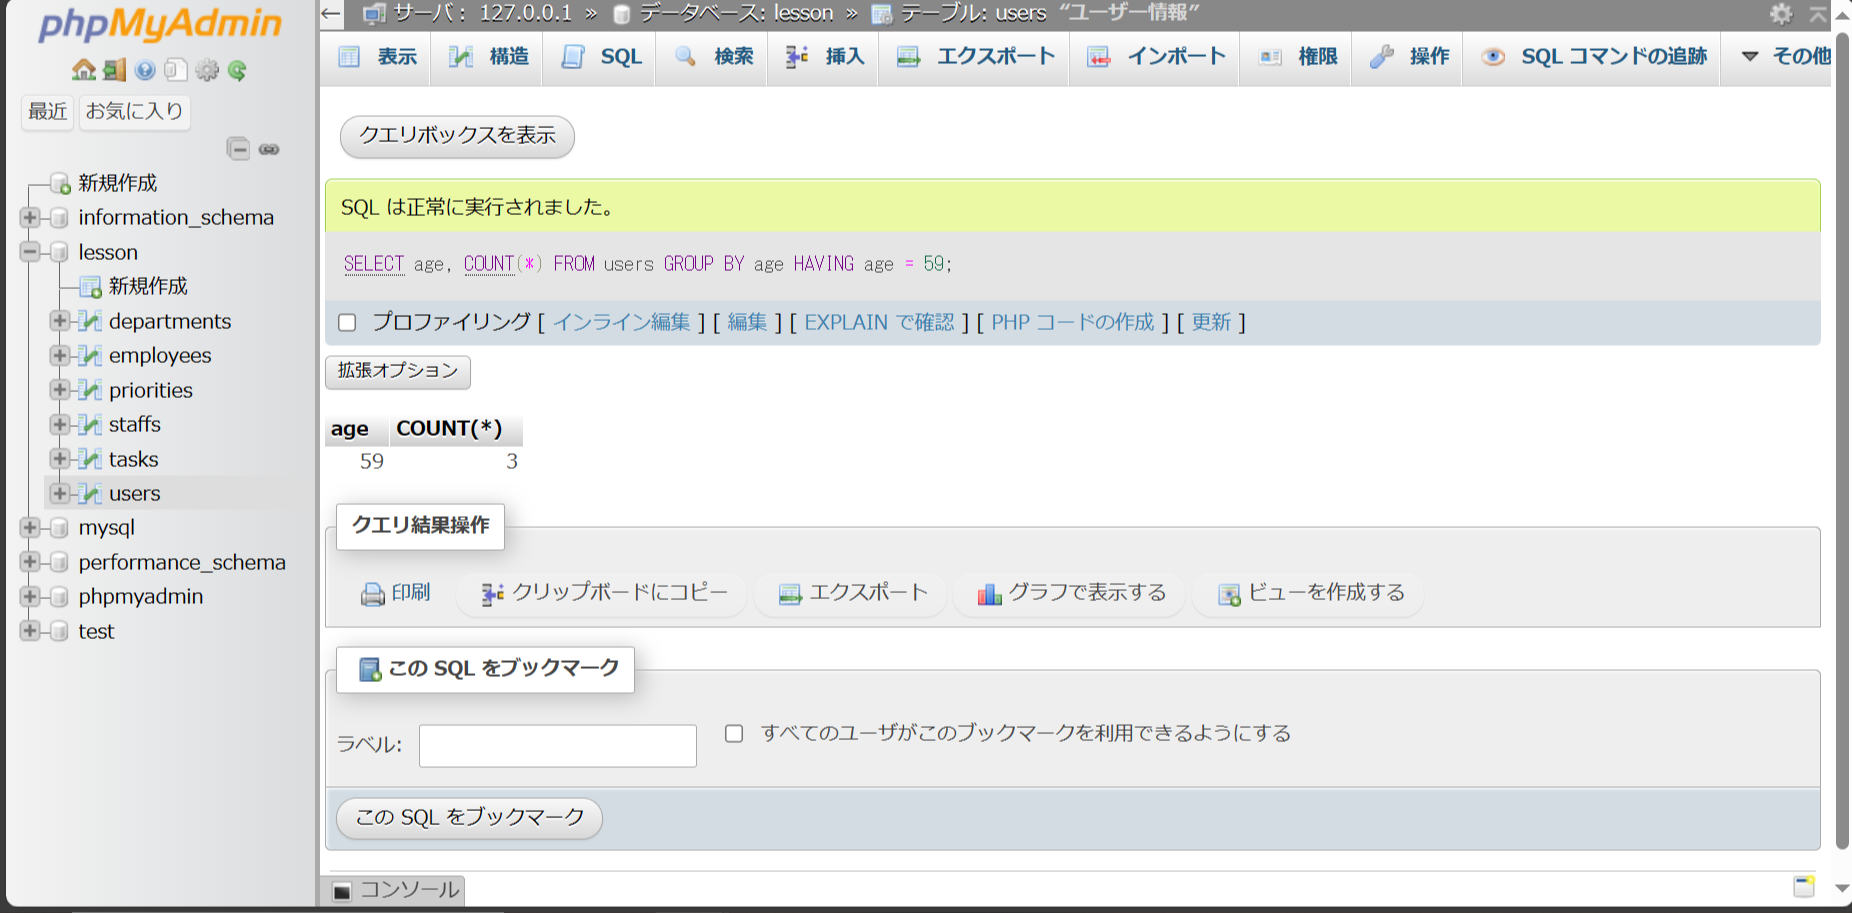 phpMyAdmin
最近 お気に入り
新規作成
information_schema
lesson
新規作成
departments
employees
priorities
staffs
tasks
users
mysql
performance_schema
phpmyadmin
test
サーバ： 127.0.0.1 » データベース: lesson » テーブル: users “ユーザー情報”
表示 構造 SQL 検索 挿入 エクスポート インポート 権限 操作 SQL コマンドの追跡 その他
クエリボックスを表示
SQL は正常に実行されました。
SELECT age, COUNT(*) FROM users GROUP BY age HAVING age = 59;
プロファイリング [ インライン編集 ] [ 編集 ] [ EXPLAIN で確認 ] [ PHP コードの作成 ] [ 更新 ]
拡張オプション
age COUNT(*)
59 3
クエリ結果操作
印刷 クリップボードにコピー エクスポート グラフで表示する ビューを作成する
この SQL をブックマーク
ラベル: すべてのユーザがこのブックマークを利用できるようにする
この SQL をブックマーク
コンソール